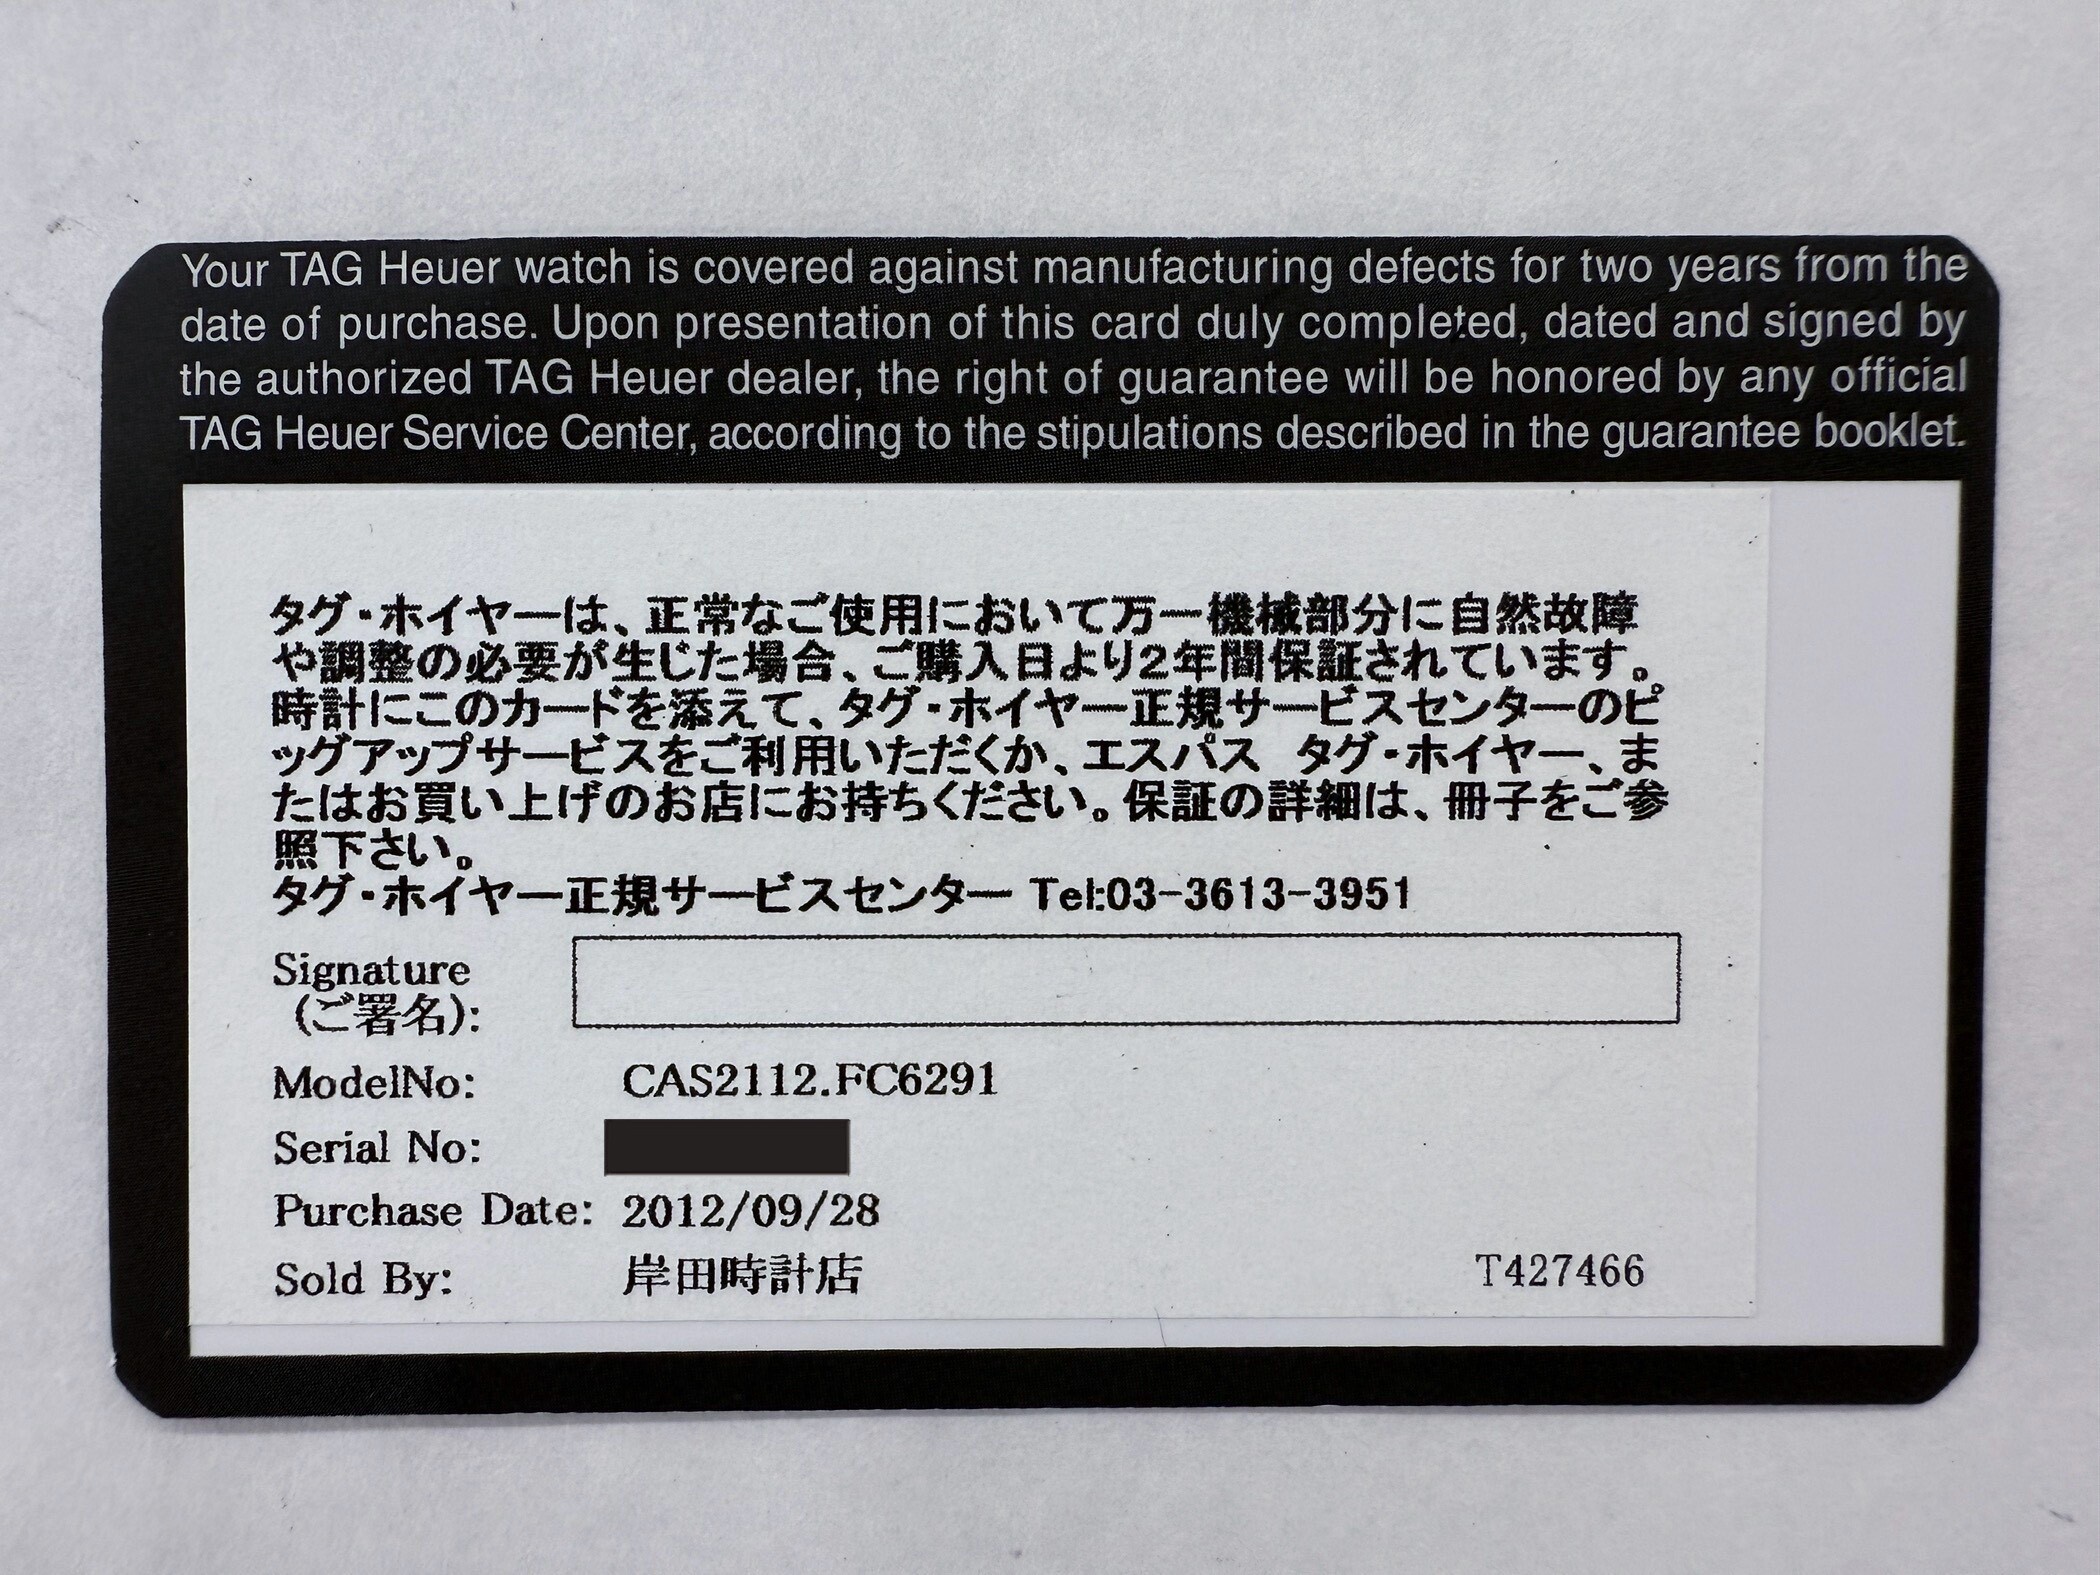 Your TAG Heuer watch is covered against manufacturing defects for two years from the
date of purchase. Upon presentation of this card duly completed, dated and signed by
the authorized TAG Heuer dealer, the right of guarantee will be honored by any official
TAG Heuer Service Center, according to the stipulations described in the guarantee booklet.
タグ・ホイヤーは、正常なご使用において万一機械部分に自然故障
や調整の必要が生じた場合、ご購入日より2年間保証されています。
時計にこのカードを添えて、タグ・ホイヤー正規サービスセンターのピ
ッグアップサービスをご利用いただくか、エスパス タグ・ホイヤー、ま
たはお買い上げのお店にお持ちください。保証の詳細は、冊子をご参
照下さい。
タグ・ホイヤー正規サービスセンター Tel:03-3613-3951
Signature
(ご署名):
ModelNo: CAS2112.FC6291
Serial No:
Purchase Date: 2012/09/28
Sold By: 岸田時計店 T427466